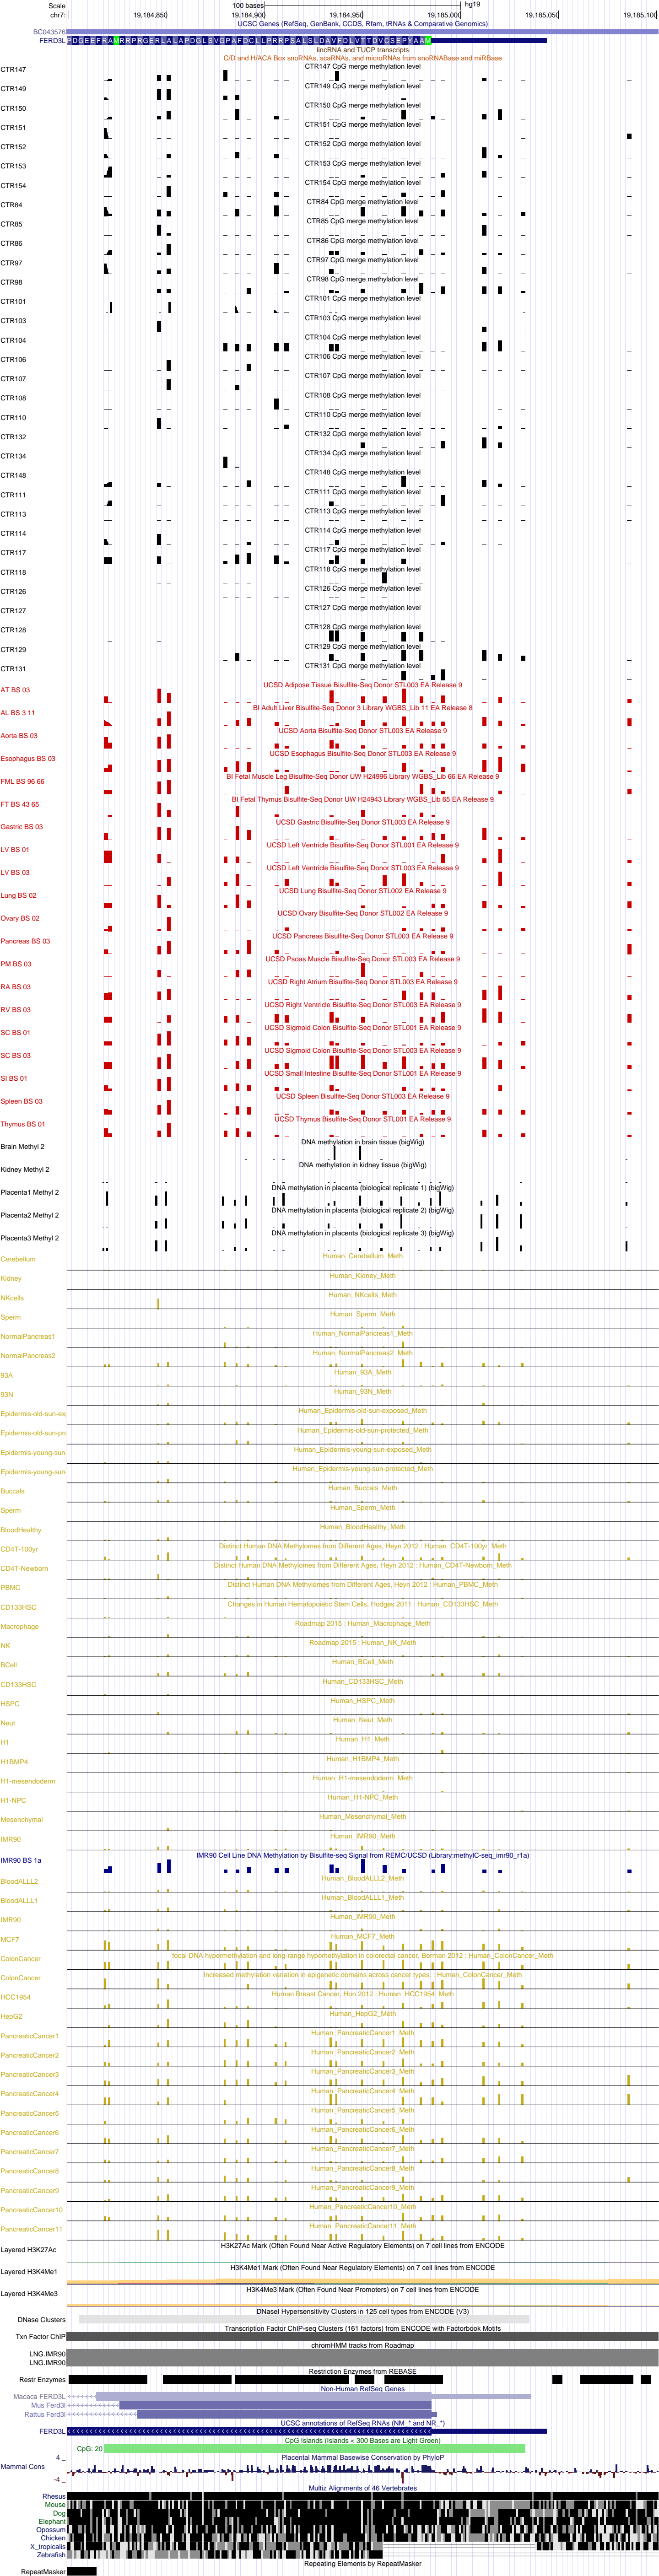 Scale 100 bases hg19
chr7: 19,184,850 19,184,900 19,184,950 19,185,000 19,185,050 19,185,100
UCSC Genes (RefSeq, GenBank, CCDS, Rfam, tRNAs & Comparative Genomics)
BC043576
FERD3L
lincRNA and TUCP transcripts
C/D and H/ACA Box snoRNAs, scaRNAs, and microRNAs from snoRNABase and miRBase
CTR147 CTR147 CpG merge methylation level
CTR149 CTR149 CpG merge methylation level
CTR150 CTR150 CpG merge methylation level
CTR151 CTR151 CpG merge methylation level
CTR152 CTR152 CpG merge methylation level
CTR153 CTR153 CpG merge methylation level
CTR154 CTR154 CpG merge methylation level
CTR84 CTR84 CpG merge methylation level
CTR85 CTR85 CpG merge methylation level
CTR86 CTR86 CpG merge methylation level
CTR97 CTR97 CpG merge methylation level
CTR98 CTR98 CpG merge methylation level
CTR101 CTR101 CpG merge methylation level
CTR103 CTR103 CpG merge methylation level
CTR104 CTR104 CpG merge methylation level
CTR106 CTR106 CpG merge methylation level
CTR107 CTR107 CpG merge methylation level
CTR108 CTR108 CpG merge methylation level
CTR110 CTR110 CpG merge methylation level
CTR132 CTR132 CpG merge methylation level
CTR134 CTR134 CpG merge methylation level
CTR148 CTR148 CpG merge methylation level
CTR111 CTR111 CpG merge methylation level
CTR113 CTR113 CpG merge methylation level
CTR114 CTR114 CpG merge methylation level
CTR117 CTR117 CpG merge methylation level
CTR118 CTR118 CpG merge methylation level
CTR126 CTR126 CpG merge methylation level
CTR127 CTR127 CpG merge methylation level
CTR128 CTR128 CpG merge methylation level
CTR129 CTR129 CpG merge methylation level
CTR131 CTR131 CpG merge methylation level
AT BS 03 UCSD Adipose Tissue Bisulfite-Seq Donor STL003 EA Release 9
AL BS 3 11 BI Adult Liver Bisulfite-Seq Donor 3 Library WGBS_Lib 11 EA Release 8
Aorta BS 03 UCSD Aorta Bisulfite-Seq Donor STL003 EA Release 9
Esophagus BS 03 UCSD Esophagus Bisulfite-Seq Donor STL003 EA Release 9
FML BS 96 66 BI Fetal Muscle Leg Bisulfite-Seq Donor UW H24996 Library WGBS_Lib 66 EA Release 9
FT BS 43 65 BI Fetal Thymus Bisulfite-Seq Donor UW H24943 Library WGBS_Lib 65 EA Release 9
Gastric BS 03 UCSD Gastric Bisulfite-Seq Donor STL003 EA Release 9
LV BS 01 UCSD Left Ventricle Bisulfite-Seq Donor STL001 EA Release 9
LV BS 03 UCSD Left Ventricle Bisulfite-Seq Donor STL003 EA Release 9
Lung BS 02 UCSD Lung Bisulfite-Seq Donor STL002 EA Release 9
Ovary BS 02 UCSD Ovary Bisulfite-Seq Donor STL002 EA Release 9
Pancreas BS 03 UCSD Pancreas Bisulfite-Seq Donor STL003 EA Release 9
PM BS 03 UCSD Psoas Muscle Bisulfite-Seq Donor STL003 EA Release 9
RA BS 03 UCSD Right Atrium Bisulfite-Seq Donor STL003 EA Release 9
RV BS 03 UCSD Right Ventricle Bisulfite-Seq Donor STL003 EA Release 9
SC BS 01 UCSD Sigmoid Colon Bisulfite-Seq Donor STL001 EA Release 9
SC BS 03 UCSD Sigmoid Colon Bisulfite-Seq Donor STL003 EA Release 9
SI BS 01 UCSD Small Intestine Bisulfite-Seq Donor STL001 EA Release 9
Spleen BS 03 UCSD Spleen Bisulfite-Seq Donor STL003 EA Release 9
Thymus BS 01 UCSD Thymus Bisulfite-Seq Donor STL001 EA Release 9
Brain Methyl 2 DNA methylation in brain tissue (bigWig)
Kidney Methyl 2 DNA methylation in kidney tissue (bigWig)
Placenta1 Methyl 2 DNA methylation in placenta (biological replicate 1) (bigWig)
Placenta2 Methyl 2 DNA methylation in placenta (biological replicate 2) (bigWig)
Placenta3 Methyl 2 DNA methylation in placenta (biological replicate 3) (bigWig)
Cerebellum Human_Cerebellum_Meth
Kidney Human_Kidney_Meth
NKcells Human_NKcells_Meth
Sperm Human_Sperm_Meth
NormalPancreas1 Human_NormalPancreas1_Meth
NormalPancreas2 Human_NormalPancreas2_Meth
93A Human_93A_Meth
93N Human_93N_Meth
Epidermis-old-sun-ex Human_Epidermis-old-sun-exposed_Meth
Epidermis-old-sun-pr Human_Epidermis-old-sun-protected_Meth
Epidermis-young-sun Human_Epidermis-young-sun-exposed_Meth
Epidermis-young-sun Human_Epidermis-young-sun-protected_Meth
Buccals Human_Buccals_Meth
Sperm Human_Sperm_Meth
BloodHealthy Human_BloodHealthy_Meth
CD4T-100yr Distinct Human DNA Methylomes from Different Ages, Heyn 2012 : Human_CD4T-100yr_Meth
CD4T-Newborn Distinct Human DNA Methylomes from Different Ages, Heyn 2012 : Human_CD4T-Newborn_Meth
PBMC Distinct Human DNA Methylomes from Different Ages, Heyn 2012 : Human_PBMC_Meth
CD133HSC Changes in Human Hematopoietic Stem Cells, Hodges 2011 : Human_CD133HSC_Meth
Macrophage Roadmap 2015 : Human_Macrophage_Meth
NK Roadmap 2015 : Human_NK_Meth
BCell Human_BCell_Meth
CD133HSC Human_CD133HSC_Meth
HSPC Human_HSPC_Meth
Neut Human_Neut_Meth
H1 Human_H1_Meth
H1BMP4 Human_H1BMP4_Meth
H1-mesendoderm Human_H1-mesendoderm_Meth
H1-NPC Human_H1-NPC_Meth
Mesenchymal Human_Mesenchymal_Meth
IMR90 Human_IMR90_Meth
IMR90 BS 1a IMR90 Cell Line DNA Methylation by Bisulfite-seq Signal from REMC/UCSD (Library:methylC-seq_imr90_r1a)
BloodALLL2 Human_BloodALLL2_Meth
BloodALLL1 Human_BloodALLL1_Meth
IMR90 Human_IMR90_Meth
MCF7 Human_MCF7_Meth
ColonCancer focal DNA hypermethylation and long-range hypomethylation in colorectal cancer, Berman 2012 : Human_ColonCancer_Meth
ColonCancer Increased methylation variation in epigenetic domains across cancer types, : Human_ColonCancer_Meth
HCC1954 Human Breast Cancer, Hon 2012 : Human_HCC1954_Meth
HepG2 Human_HepG2_Meth
PancreaticCancer1 Human_PancreaticCancer1_Meth
PancreaticCancer2 Human_PancreaticCancer2_Meth
PancreaticCancer3 Human_PancreaticCancer3_Meth
PancreaticCancer4 Human_PancreaticCancer4_Meth
PancreaticCancer5 Human_PancreaticCancer5_Meth
PancreaticCancer6 Human_PancreaticCancer6_Meth
PancreaticCancer7 Human_PancreaticCancer7_Meth
PancreaticCancer8 Human_PancreaticCancer8_Meth
PancreaticCancer9 Human_PancreaticCancer9_Meth
PancreaticCancer10 Human_PancreaticCancer10_Meth
PancreaticCancer11 Human_PancreaticCancer11_Meth
H3K27Ac Mark (Often Found Near Active Regulatory Elements) on 7 cell lines from ENCODE
Layered H3K27Ac
H3K4Me1 Mark (Often Found Near Regulatory Elements) on 7 cell lines from ENCODE
Layered H3K4Me1
H3K4Me3 Mark (Often Found Near Promoters) on 7 cell lines from ENCODE
Layered H3K4Me3
DNaseI Hypersensitivity Clusters in 125 cell types from ENCODE (V3)
DNase Clusters
Transcription Factor ChIP-seq Clusters (161 factors) from ENCODE with Factorbook Motifs
Txn Factor ChIP
chromHMM tracks from Roadmap
LNG.IMR90
LNG.IMR90
Restriction Enzymes from REBASE
Restr Enzymes
Non-Human RefSeq Genes
Macaca FERD3L
Mus Ferd3l
Rattus Ferd3l
UCSC annotations of RefSeq RNAs (NM_* and NR_*)
FERD3L
CpG Islands (Islands < 300 Bases are Light Green)
CpG: 20
Placental Mammal Basewise Conservation by PhyloP
4 _
Mammal Cons
-4 _
Multiz Alignments of 46 Vertebrates
Rhesus
Mouse
Dog
Elephant
Opossum
Chicken
X_tropicalis
Zebrafish
Repeating Elements by RepeatMasker
RepeatMasker